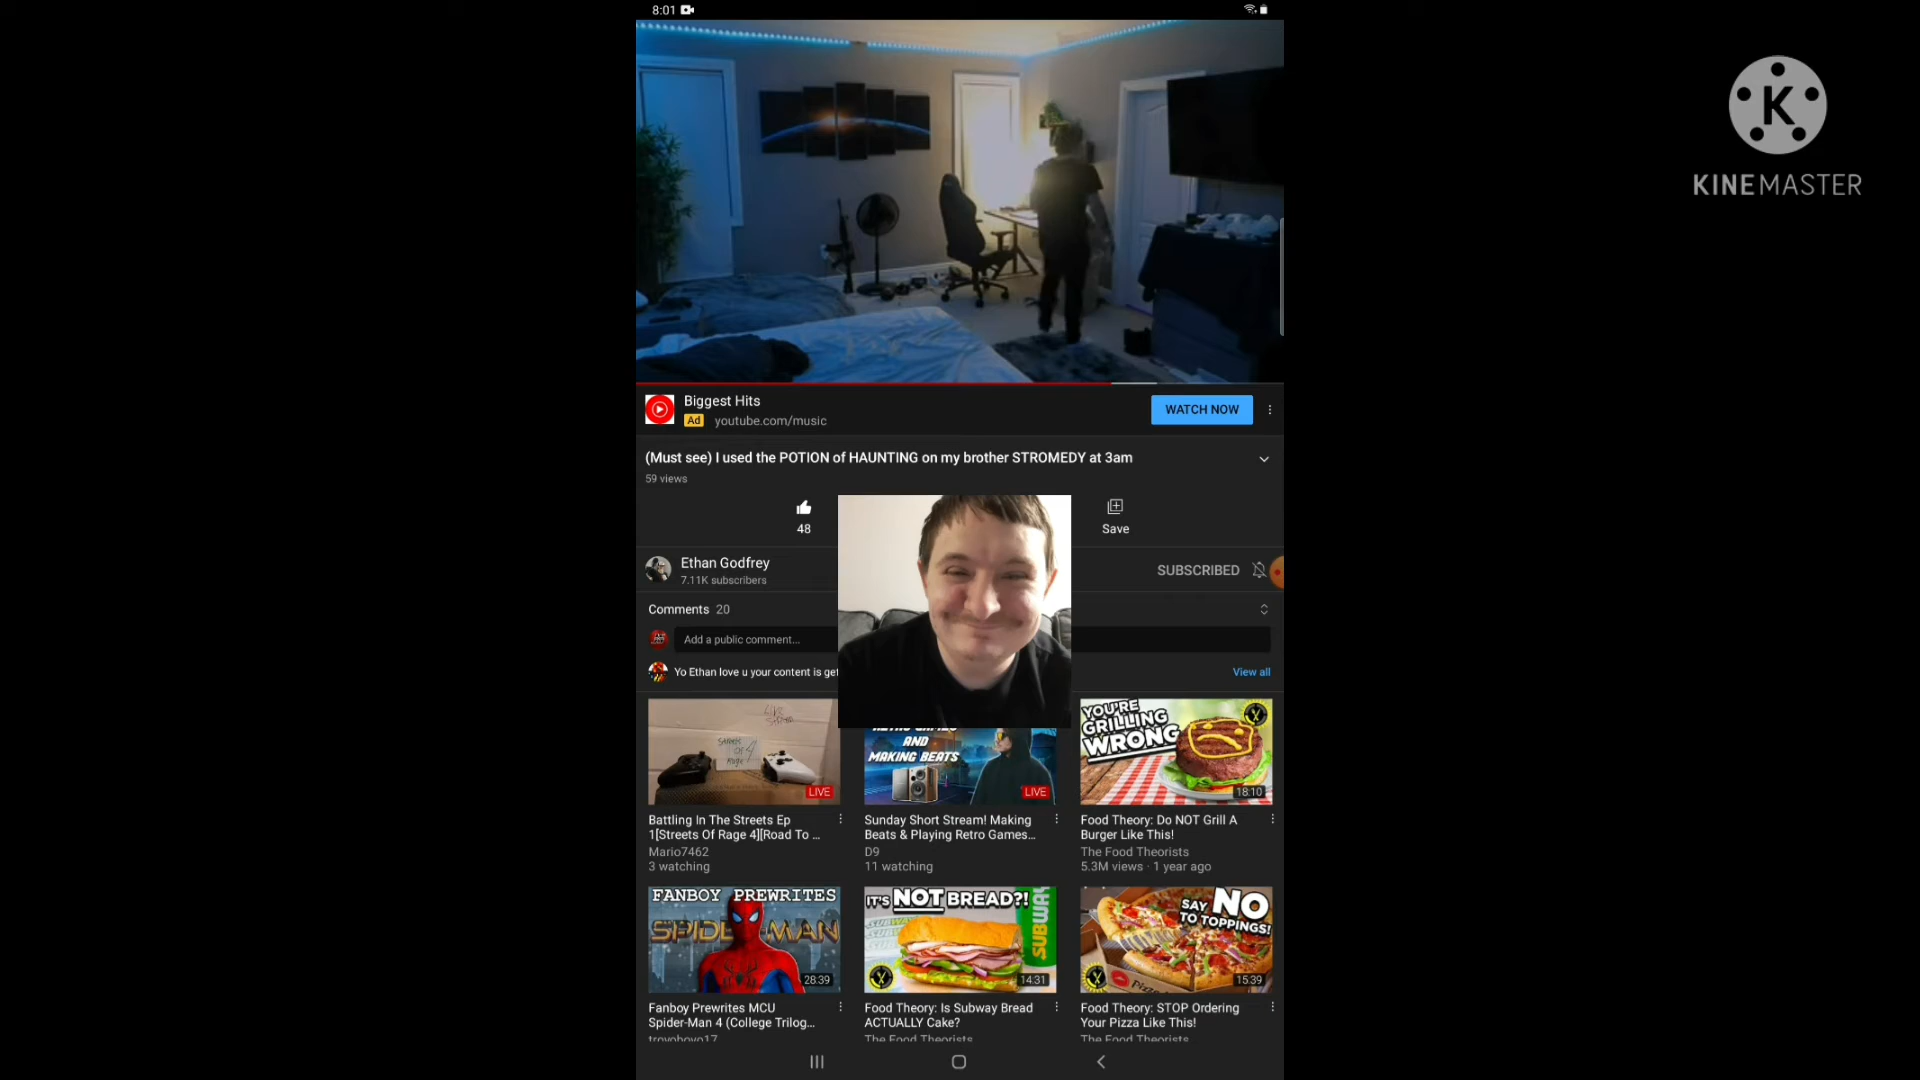 8:01
K
KINEMASTER
Biggest Hits
WATCH NOW
Ad youtube.com/music
(Must see) I used the POTION of HAUNTING on my brother STROMEDY at 3am
59 views
48
Save
Ethan Godfrey
7.11K subscribers
SUBSCRIBED
Comments 20
Add a public comment...
Yo Ethan love u your content is get
View all
LIVE
AND
MAKING BEATS
LIVE
YOU'RE
GRILLING
WRONG
18:10
Battling In The Streets Ep
1[Streets Of Rage 4][Road To ...
Mario7462
3 watching
Sunday Short Stream! Making
Beats & Playing Retro Games...
D9
11 watching
Food Theory: Do NOT Grill A
Burger Like This!
The Food Theorists
5.3M views · 1 year ago
FANBOY PREWRITES
SPIDER-MAN
28:39
IT'S NOT BREAD?!
SUBWAY
14:31
SAY NO
TO TOPPINGS!
15:39
Fanboy Prewrites MCU
Spider-Man 4 (College Trilog...
troyoboyo17
Food Theory: Is Subway Bread
ACTUALLY Cake?
The Food Theorists
Food Theory: STOP Ordering
Your Pizza Like This!
The Food Theorists